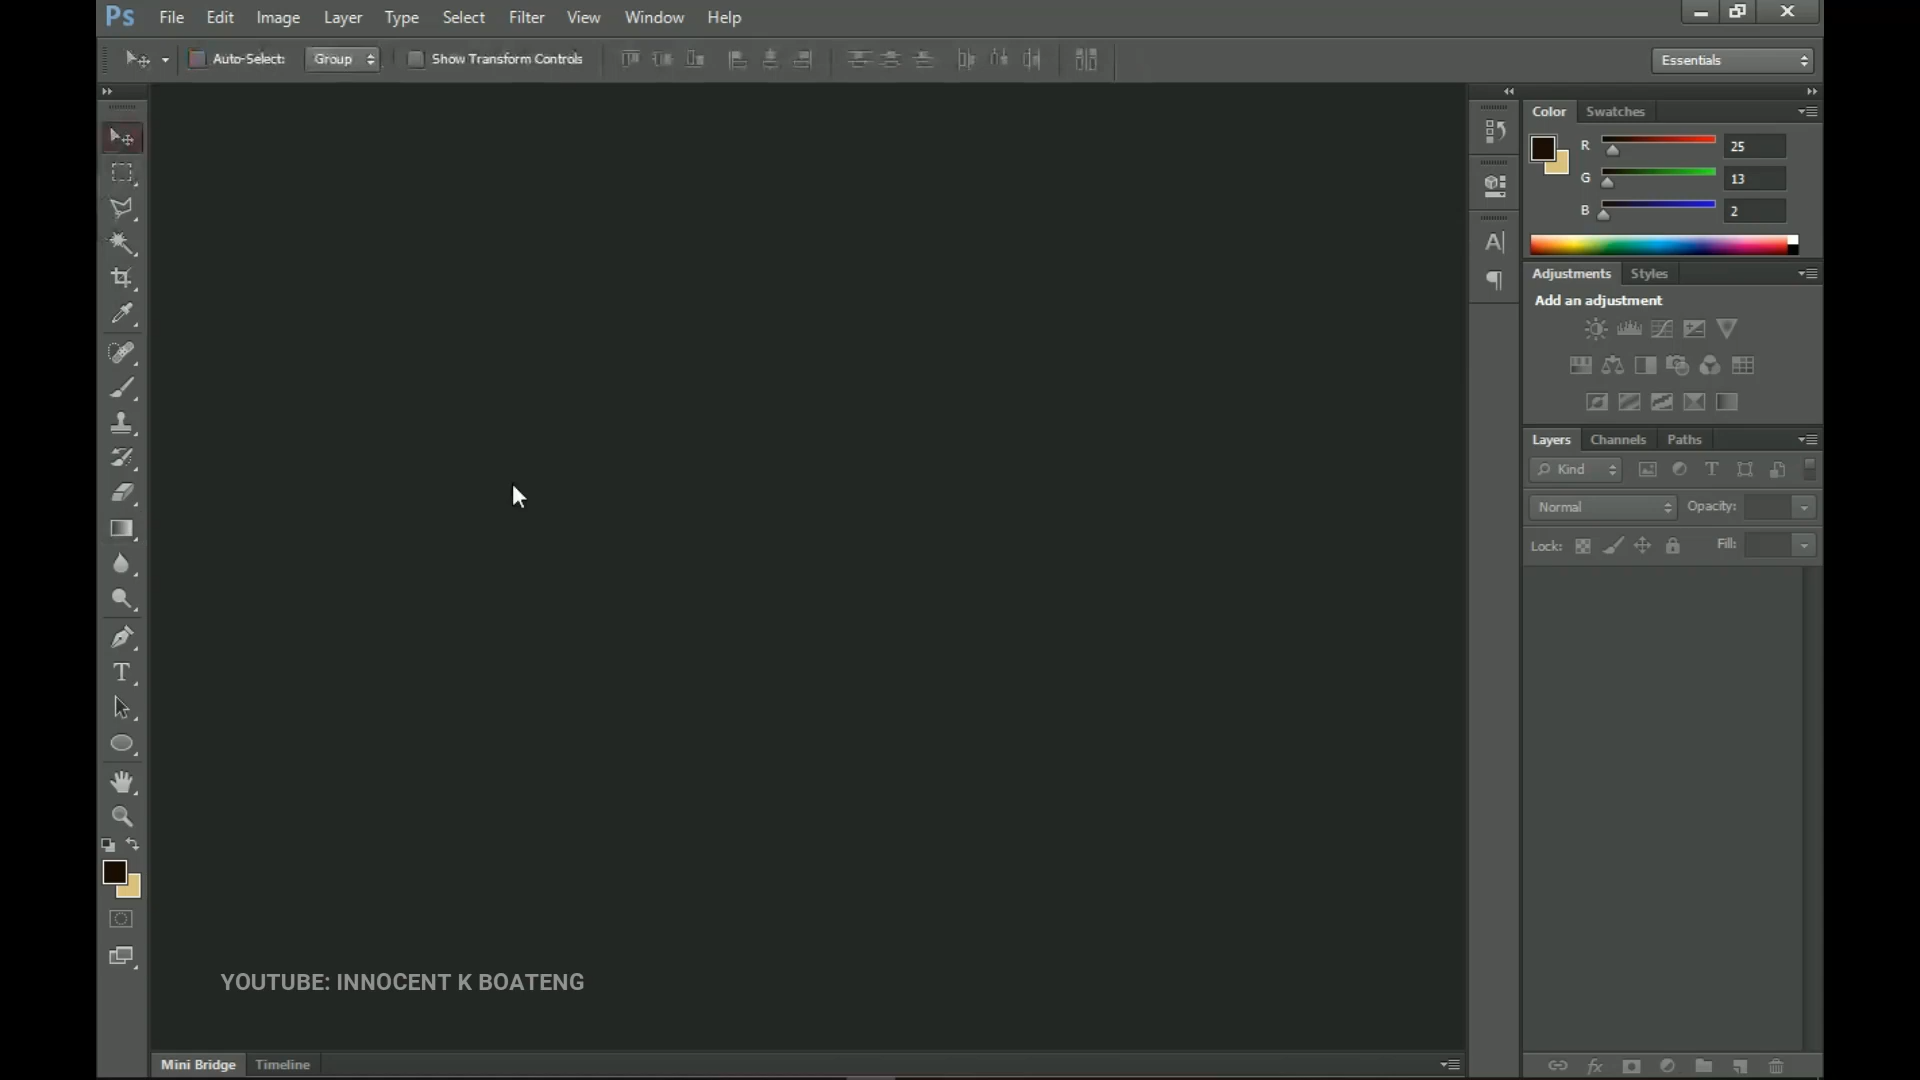 Ps File Edit Image Layer Type Select Filter View Window Help
Auto-Select: Group Show Transform Controls Essentials
Color Swatches
R 25
G 13
B 2
Adjustments Styles
Add an adjustment
Layers Channels Paths
Kind
Normal Opacity:
Lock: Fill:
YOUTUBE: INNOCENT K BOATENG
Mini Bridge Timeline